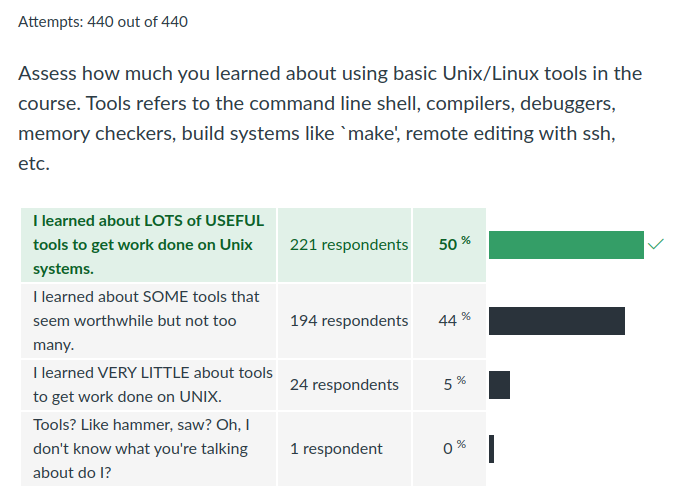 Attempts: 440 out of 440
Assess how much you learned about using basic Unix/Linux tools in the
course. Tools refers to the command line shell, compilers, debuggers,
memory checkers, build systems like `make', remote editing with ssh,
etc.
I learned about LOTS of USEFUL
tools to get work done on Unix
systems.
221 respondents
50 %
I learned about SOME tools that
seem worthwhile but not too
many.
194 respondents
44 %
I learned VERY LITTLE about tools
to get work done on UNIX.
24 respondents
5 %
Tools? Like hammer, saw? Oh, I
don't know what you're talking
about do I?
1 respondent
0 %